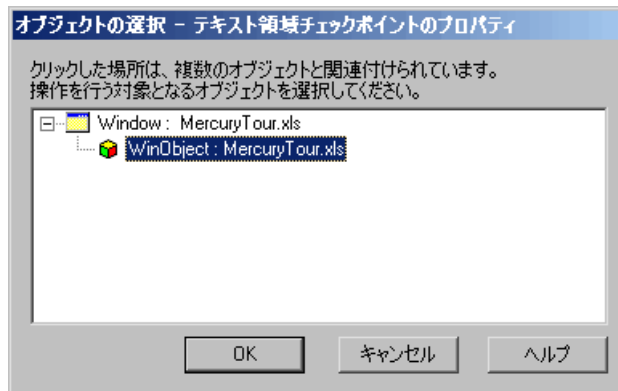 オブジェクトの選択 - テキスト領域チェックポイントのプロパティ
クリックした場所は、複数のオブジェクトと関連付けられています。
操作を行う対象となるオブジェクトを選択してください。
Window : MercuryTour.xls
WinObject : MercuryTour.xls
OK キャンセル ヘルプ